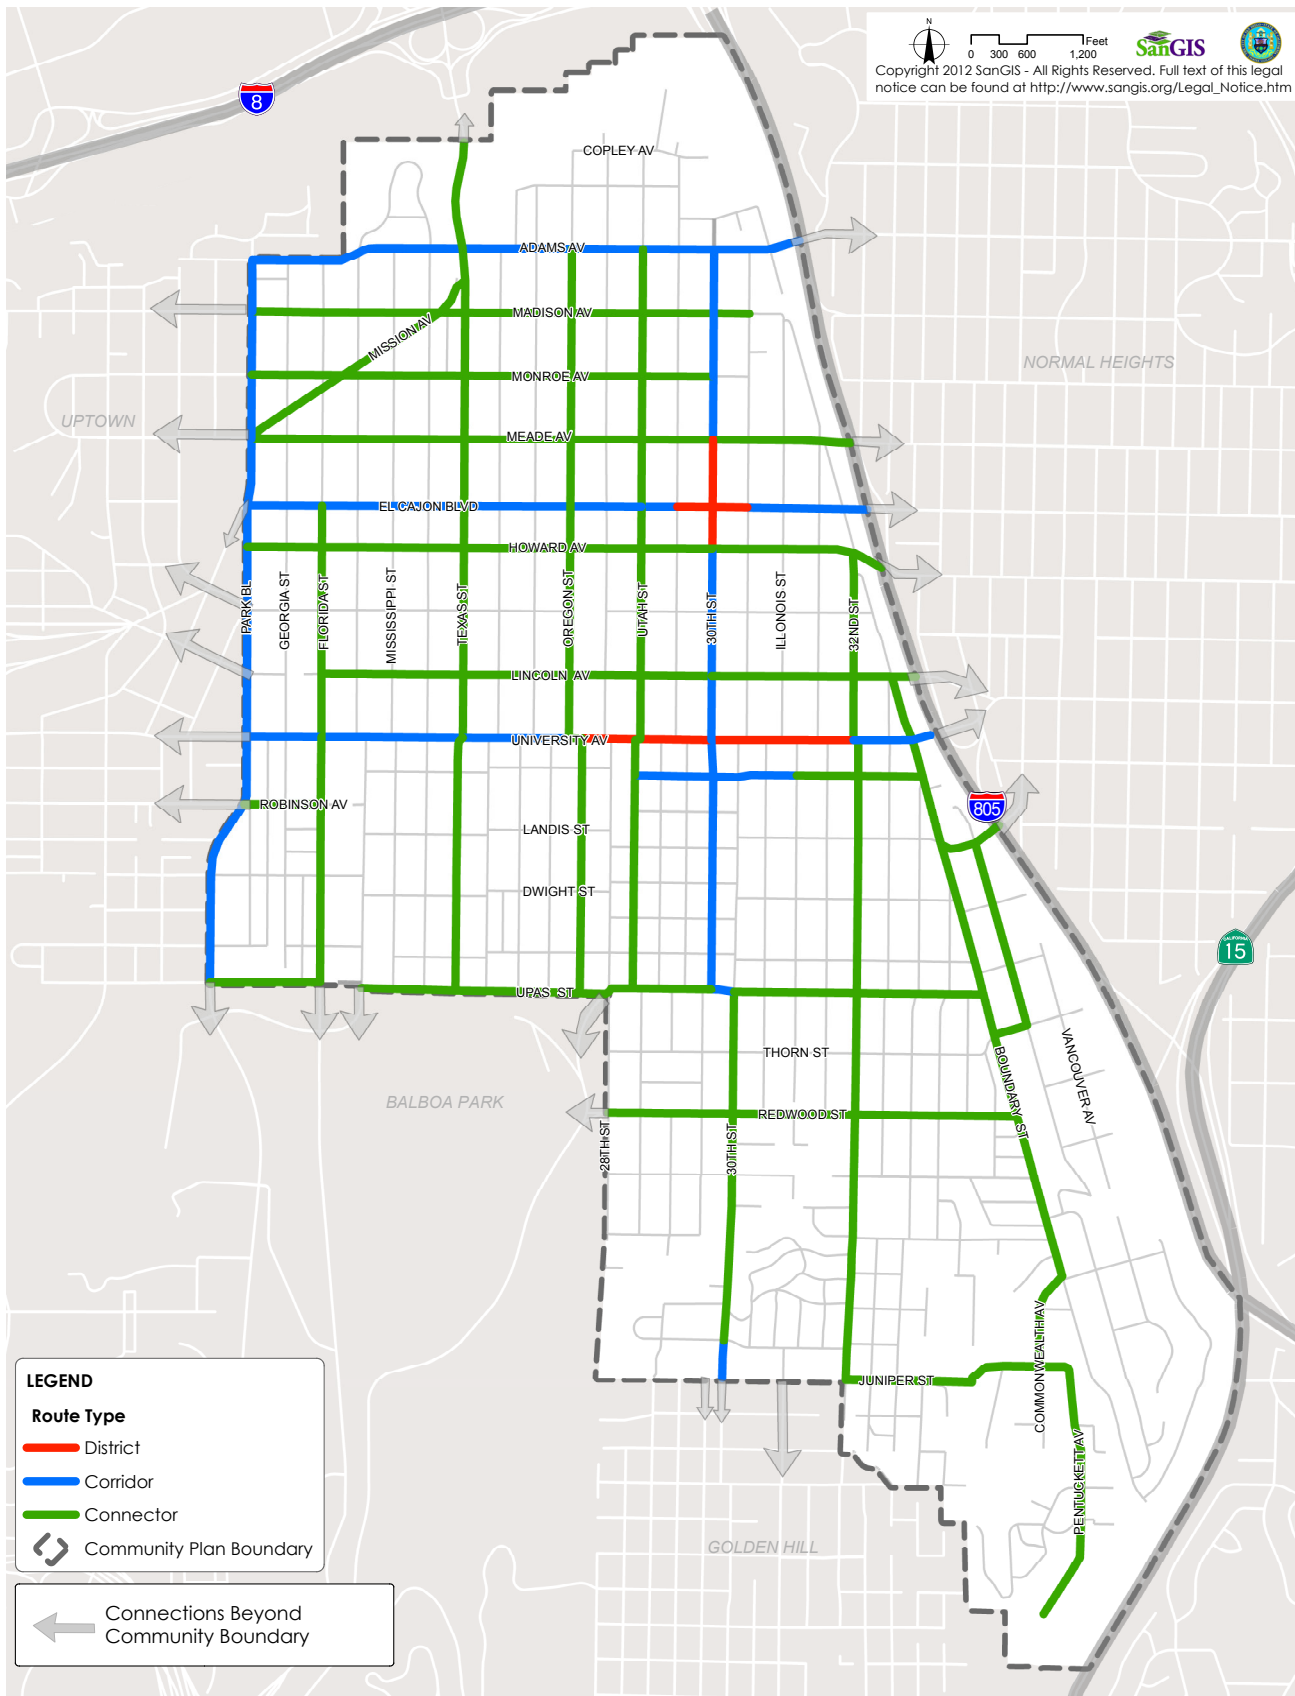 N
0 300 600 1,200 Feet
SanGIS
Copyright 2012 SanGIS - All Rights Reserved. Full text of this legal
notice can be found at http://www.sangis.org/Legal_Notice.htm
8
COPLEY AV
ADAMS AV
MADISON AV
MISSION AV
MONROE AV
NORMAL HEIGHTS
UPTOWN
MEADE AV
EL CAJON BLVD
HOWARD AV
PARK BL
GEORGIA ST
FLORIDA ST
MISSISSIPPI ST
TEXAS ST
OREGON ST
UTAH ST
30TH ST
ILLINOIS ST
32ND ST
LINCOLN AV
UNIVERSITY AV
ROBINSON AV
805
LANDIS ST
DWIGHT ST
CALIFORNIA
15
UPAS ST
THORN ST
BOUNDARY ST
VANCOUVER AV
BALBOA PARK
REDWOOD ST
28TH ST
30TH ST
COMMONWEALTH AV
JUNIPER ST
PENTUCKETT AV
GOLDEN HILL
LEGEND
Route Type
District
Corridor
Connector
Community Plan Boundary
Connections Beyond
Community Boundary